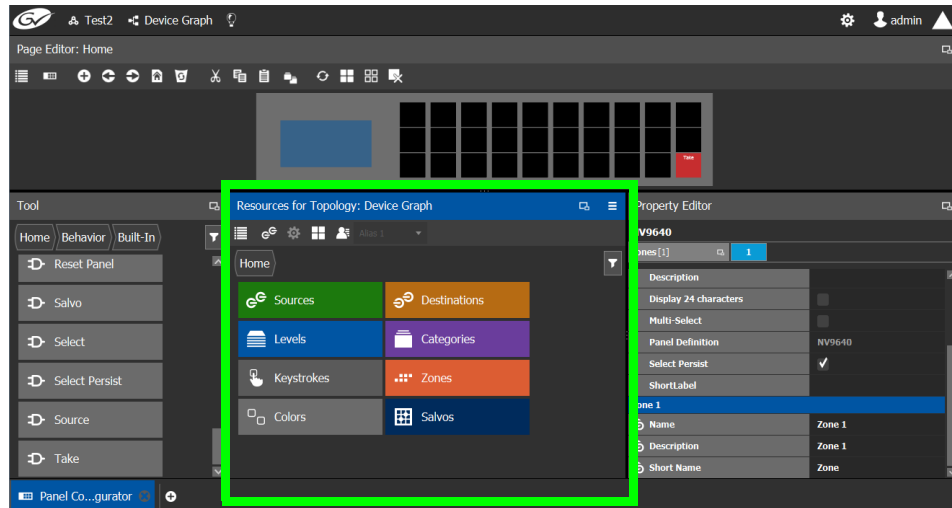 GV Test2 Device Graph admin
Page Editor: Home
Take
Tool
Home Behavior Built-In
Reset Panel
Salvo
Select
Select Persist
Source
Take
Resources for Topology: Device Graph
Alias 1
Home
Sources Destinations
Levels Categories
Keystrokes Zones
Colors Salvos
Property Editor
NV9640
ones[1] 1
Description
Display 24 characters
Multi-Select
Panel Definition NV9640
Select Persist
ShortLabel
one 1
Name Zone 1
Description Zone 1
Short Name Zone
Panel Co...gurator